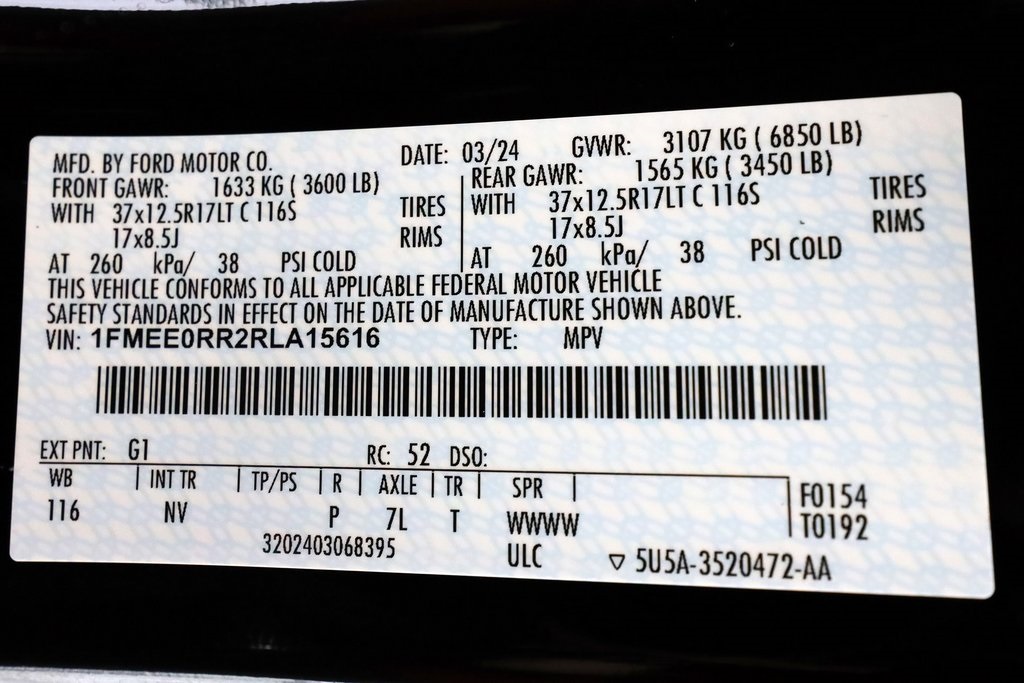 MFD. BY FORD MOTOR CO. DATE: 03/24 GVWR: 3107 KG ( 6850 LB)
FRONT GAWR: 1633 KG ( 3600 LB) REAR GAWR: 1565 KG ( 3450 LB)
WITH 37x12.5R17LT C 116S TIRES WITH 37x12.5R17LT C 116S TIRES
17x8.5J RIMS 17x8.5J RIMS
AT 260 kPa/ 38 PSI COLD AT 260 kPa/ 38 PSI COLD
THIS VEHICLE CONFORMS TO ALL APPLICABLE FEDERAL MOTOR VEHICLE
SAFETY STANDARDS IN EFFECT ON THE DATE OF MANUFACTURE SHOWN ABOVE.
VIN: 1FMEE0RR2RLA15616 TYPE: MPV
EXT PNT: G1 RC: 52 DSO:
WB INT TR TP/PS R AXLE TR SPR F0154
116 NV P 7L T WWWW T0192
3202403068395 ULC ▽ 5U5A-3520472-AA